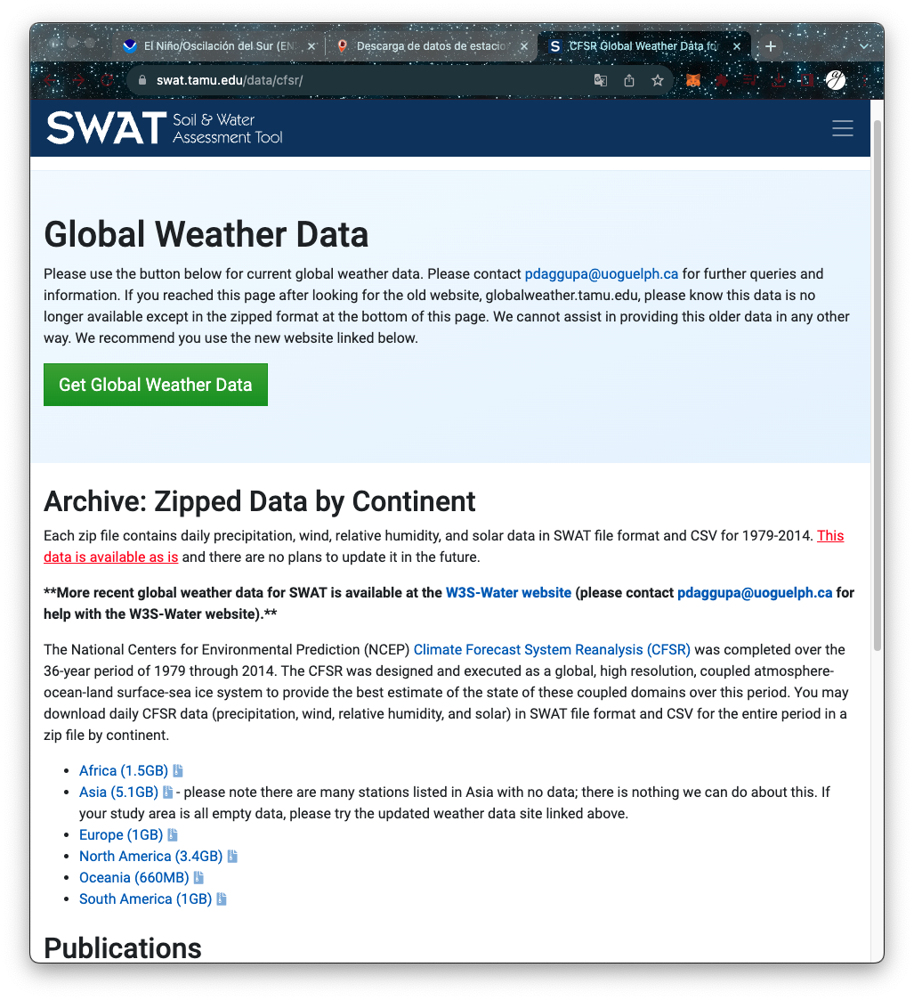 El Niño/Oscilación del Sur (EN
Descarga de datos de estacio
CFSR Global Weather Data for
swat.tamu.edu/data/cfsr/
SWAT Soil & Water
Assessment Tool
Global Weather Data
Please use the button below for current global weather data. Please contact pdaggupa@uoguelph.ca for further queries and
information. If you reached this page after looking for the old website, globalweather.tamu.edu, please know this data is no
longer available except in the zipped format at the bottom of this page. We cannot assist in providing this older data in any other
way. We recommend you use the new website linked below.
Get Global Weather Data
Archive: Zipped Data by Continent
Each zip file contains daily precipitation, wind, relative humidity, and solar data in SWAT file format and CSV for 1979-2014. This
data is available as is and there are no plans to update it in the future.
**More recent global weather data for SWAT is available at the W3S-Water website (please contact pdaggupa@uoguelph.ca for
help with the W3S-Water website).**
The National Centers for Environmental Prediction (NCEP) Climate Forecast System Reanalysis (CFSR) was completed over the
36-year period of 1979 through 2014. The CFSR was designed and executed as a global, high resolution, coupled atmosphere-
ocean-land surface-sea ice system to provide the best estimate of the state of these coupled domains over this period. You may
download daily CFSR data (precipitation, wind, relative humidity, and solar) in SWAT file format and CSV for the entire period in a
zip file by continent.
• Africa (1.5GB)
• Asia (5.1GB) - please note there are many stations listed in Asia with no data; there is nothing we can do about this. If
your study area is all empty data, please try the updated weather data site linked above.
• Europe (1GB)
• North America (3.4GB)
• Oceania (660MB)
• South America (1GB)
Publications